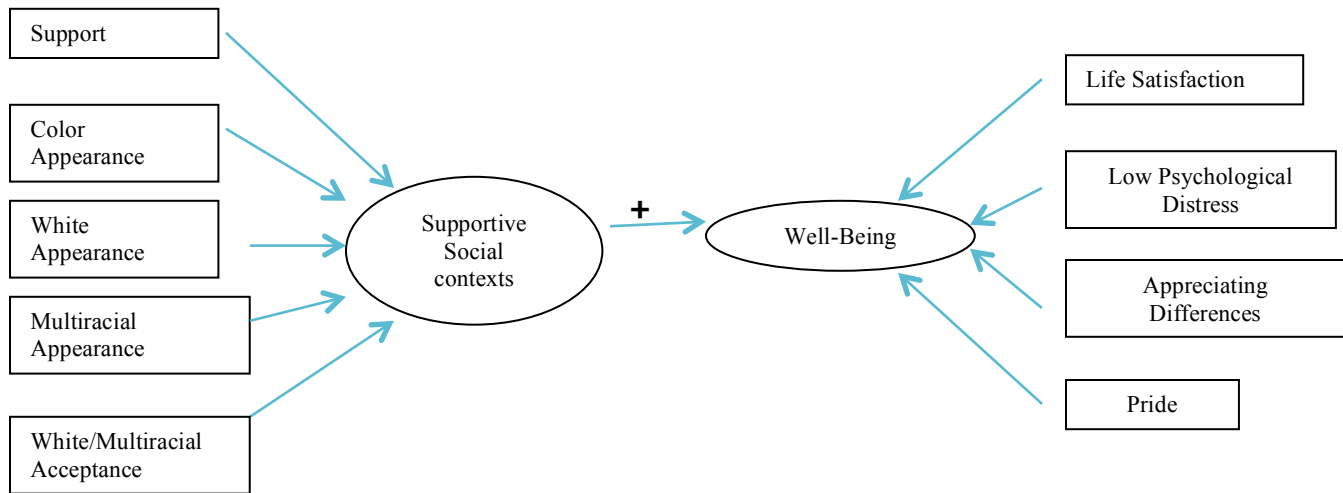 Support
Color
Appearance
White
Appearance
Multiracial
Appearance
White/Multiracial
Acceptance
Supportive
Social
contexts
+
Well-Being
Life Satisfaction
Low Psychological
Distress
Appreciating
Differences
Pride